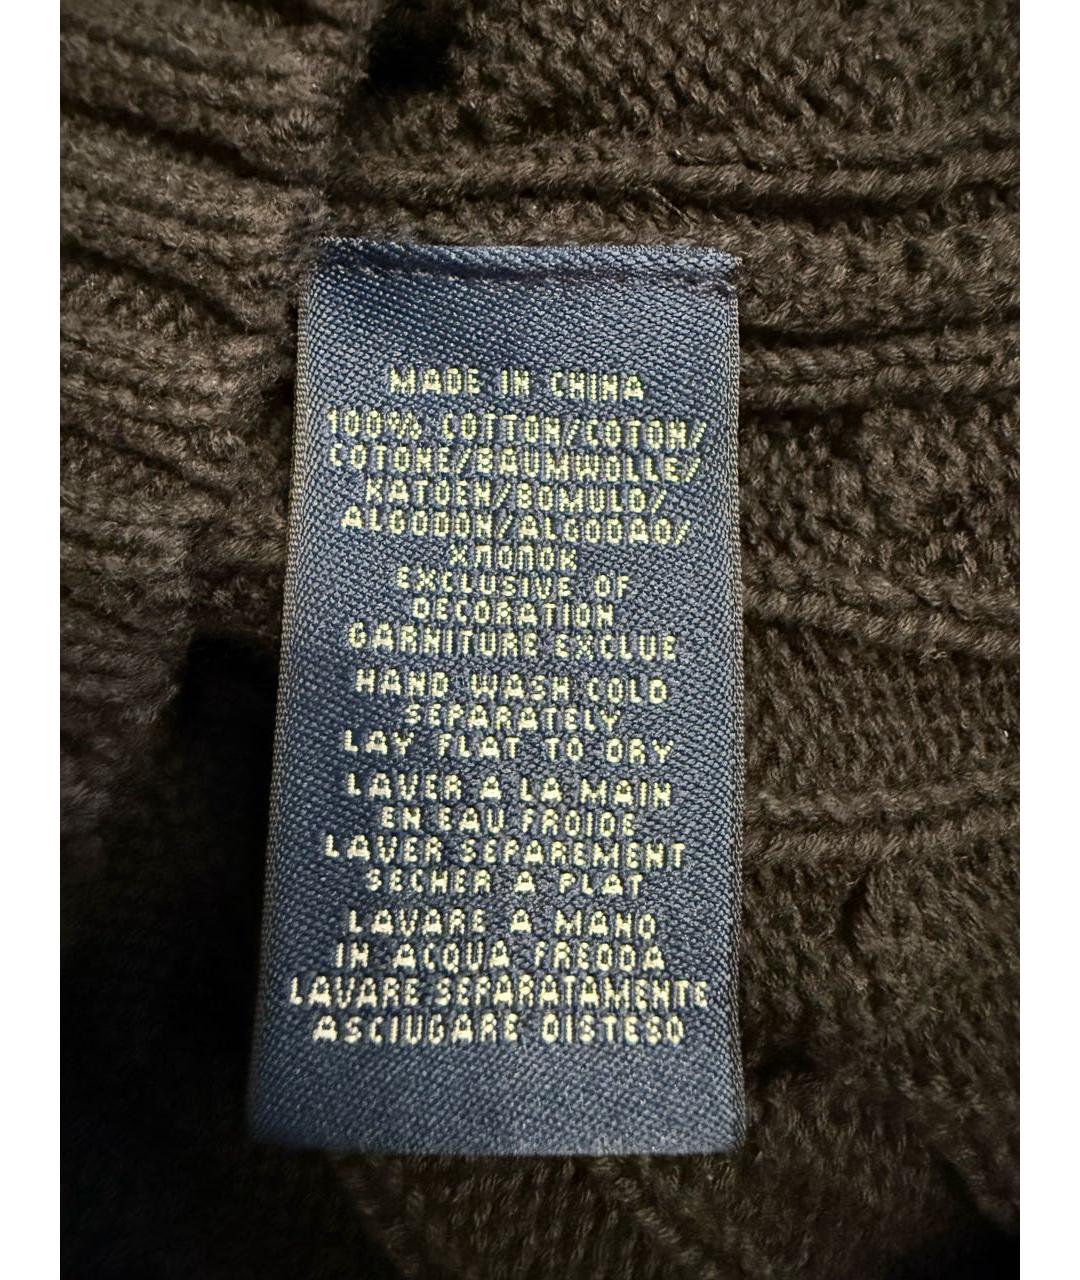 MADE IN CHINA
100% COTTON/COTON/
COTONE/BAUMWOLLE/
KATOEN/BOMULD/
ALGODON/ALGODAO/
ХЛОПОК
EXCLUSIVE OF
DECORATION
GARNITURE EXCLUE
HAND WASH COLD
SEPARATELY
LAY FLAT TO DRY
LAVER A LA MAIN
EN EAU FROIDE
LAVER SEPAREMENT
SECHER A PLAT
LAVARE A MANO
IN ACQUA FREDDA
LAVARE SEPARATAMENTE
ASCIUGARE DISTESO